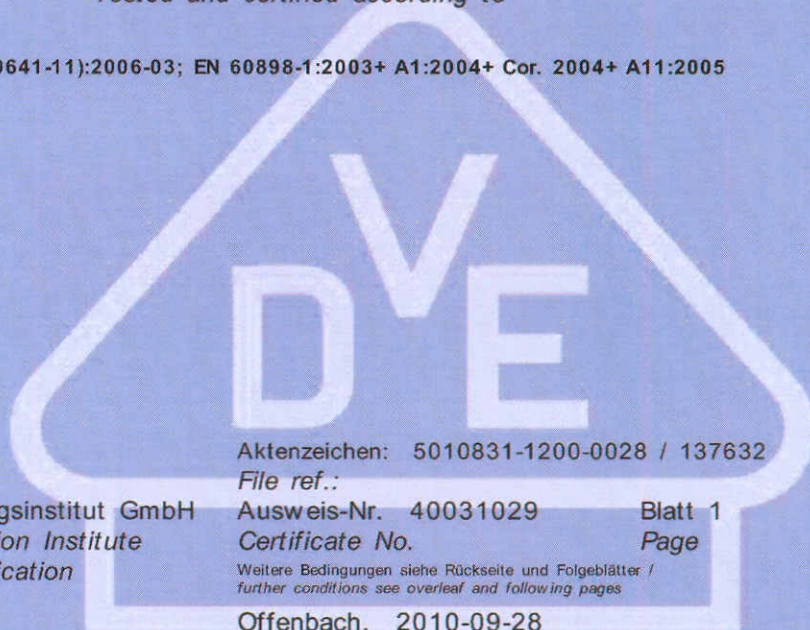 Tested and certified according to
0641-11):2006-03; EN 60898-1:2003+ A1:2004+ Cor. 2004+ A11:2005
VDE
Aktenzeichen: 5010831-1200-0028 / 137632
File ref.:
gsinstitut GmbH Ausweis-Nr. 40031029 Blatt 1
ion Institute Certificate No. Page
ication Weitere Bedingungen siehe Rückseite und Folgeblätter /
further conditions see overleaf and following pages
Offenbach, 2010-09-28